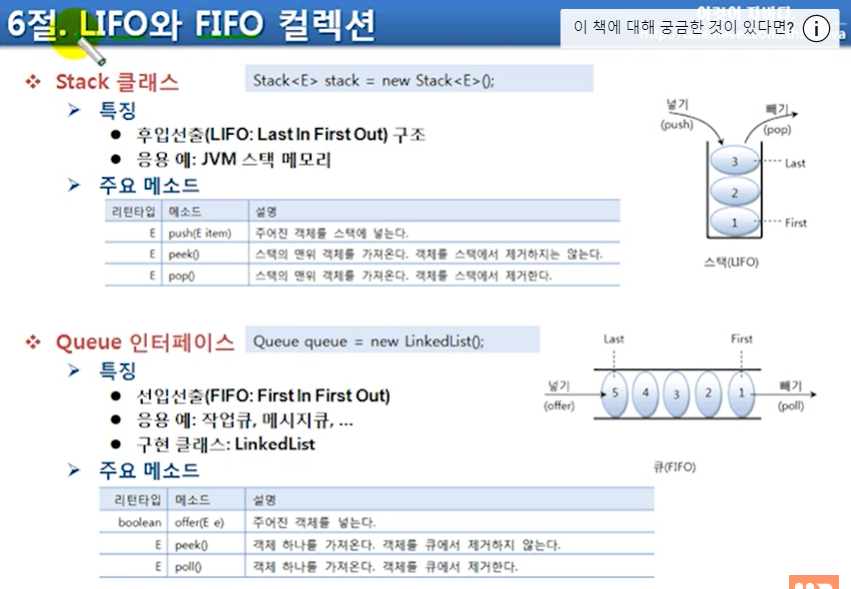 6절. LIFO와 FIFO 컬렉션
이 책에 대해 궁금한 것이 있다면?
Stack 클래스
Stack<E> stack = new Stack<E>();
특징
후입선출(LIFO: Last In First Out) 구조
응용 예: JVM 스택 메모리
주요 메소드
리턴타입 메소드 설명
E push(E item) 주어진 객체를 스택에 넣는다.
E peek() 스택의 맨위 객체를 가져온다. 객체를 스택에서 제거하지는 않는다.
E pop() 스택의 맨위 객체를 가져온다. 객체를 스택에서 제거한다.
넣기
(push)
빼기
(pop)
3 Last
2
1 First
스택(LIFO)
Queue 인터페이스
Queue queue = new LinkedList();
특징
선입선출(FIFO: First In First Out)
응용 예: 작업큐, 메시지큐, ...
구현 클래스: LinkedList
주요 메소드
리턴타입 메소드 설명
boolean offer(E e) 주어진 객체를 넣는다.
E peek() 객체 하나를 가져온다. 객체를 큐에서 제거하지 않는다.
E poll() 객체 하나를 가져온다. 객체를 큐에서 제거한다.
Last First
넣기
(offer)
5 4 3 2 1
빼기
(poll)
큐(FIFO)